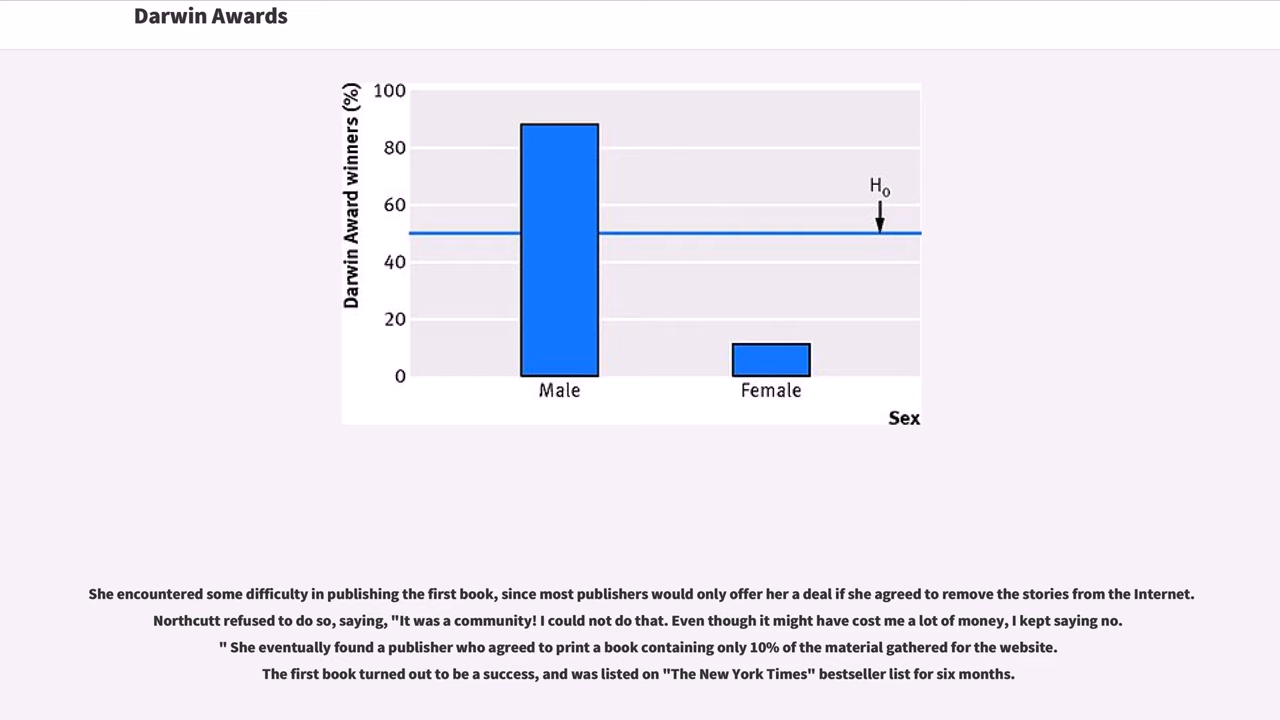 Darwin Awards
Darwin Award winners (%)
100
80
60
40
20
0
H0
Male Female
Sex
She encountered some difficulty in publishing the first book, since most publishers would only offer her a deal if she agreed to remove the stories from the Internet.
Northcutt refused to do so, saying, "It was a community! I could not do that. Even though it might have cost me a lot of money, I kept saying no.
" She eventually found a publisher who agreed to print a book containing only 10% of the material gathered for the website.
The first book turned out to be a success, and was listed on "The New York Times" bestseller list for six months.